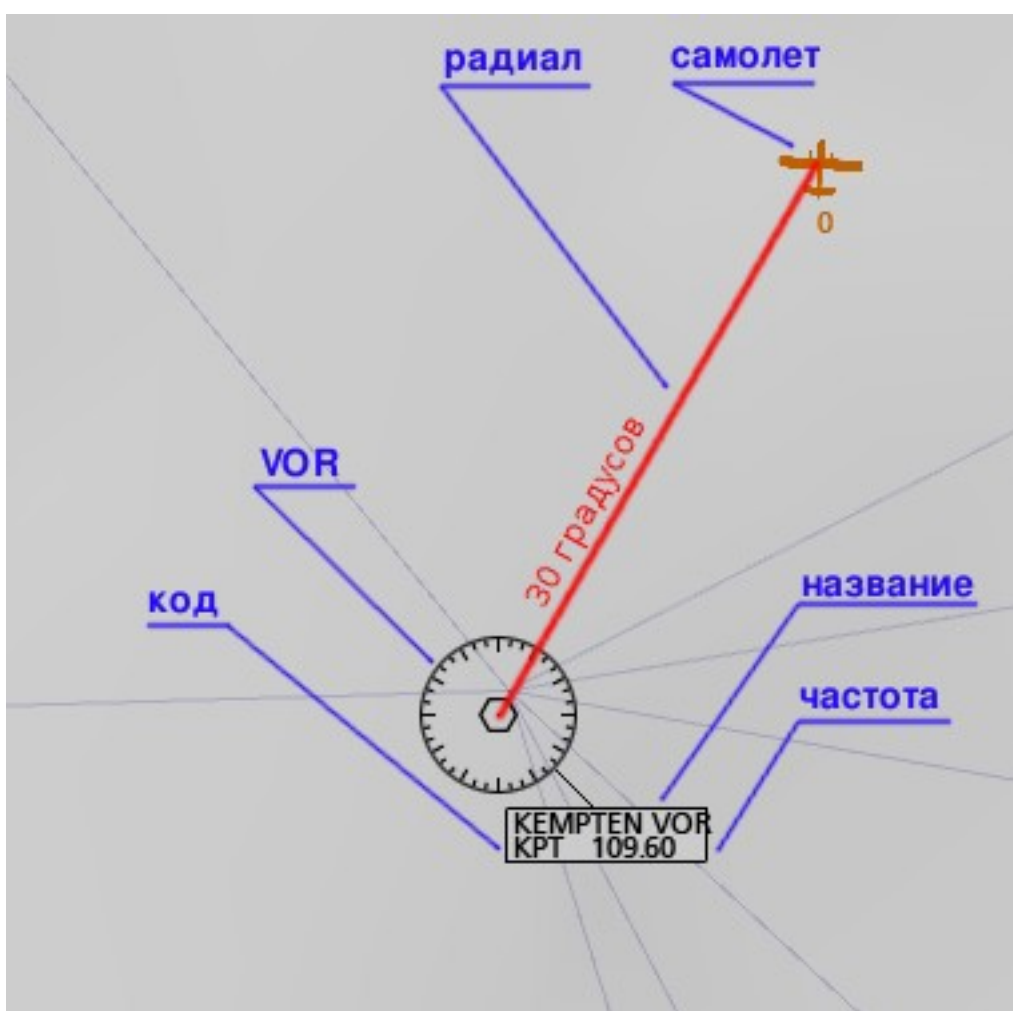 радиал
самолет
0
30 градусов
VOR
код
название
частота
KEMPTEN VOR
KPT 109.60